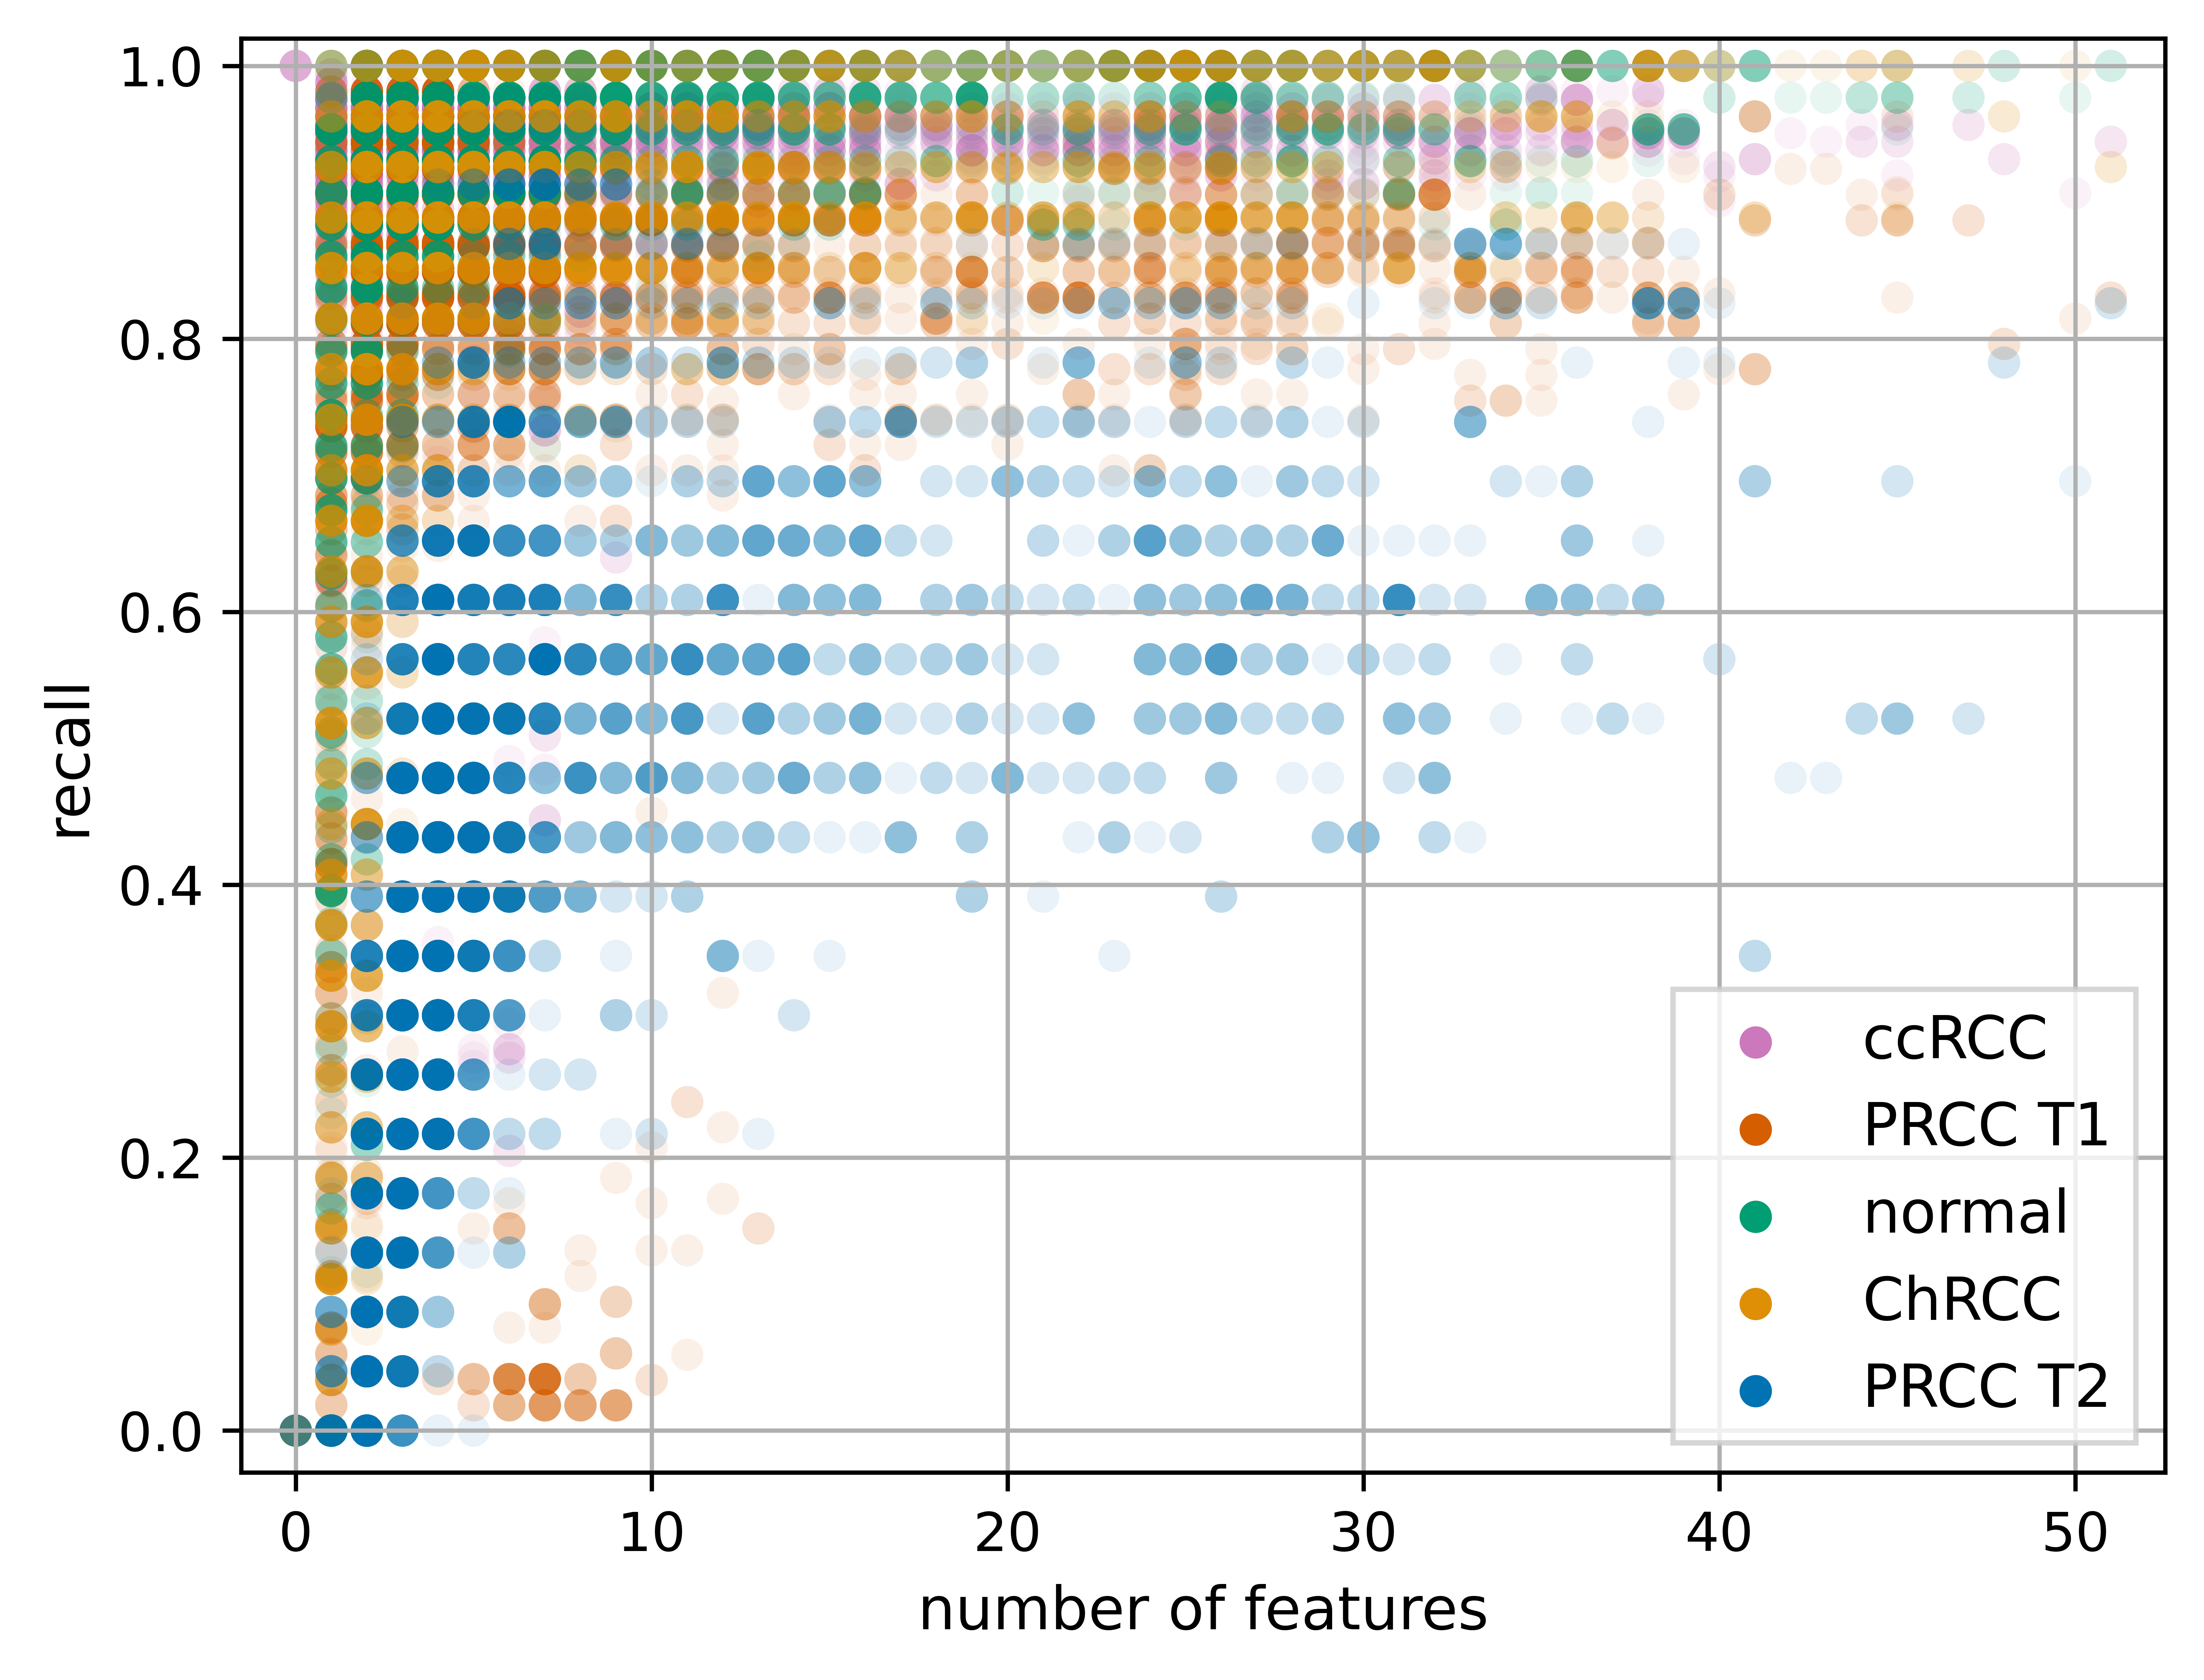 1.0
0.8
0.6
0.4
0.2
0.0
recall
0 10 20 30 40 50
number of features
ccRCC
PRCC T1
normal
ChRCC
PRCC T2